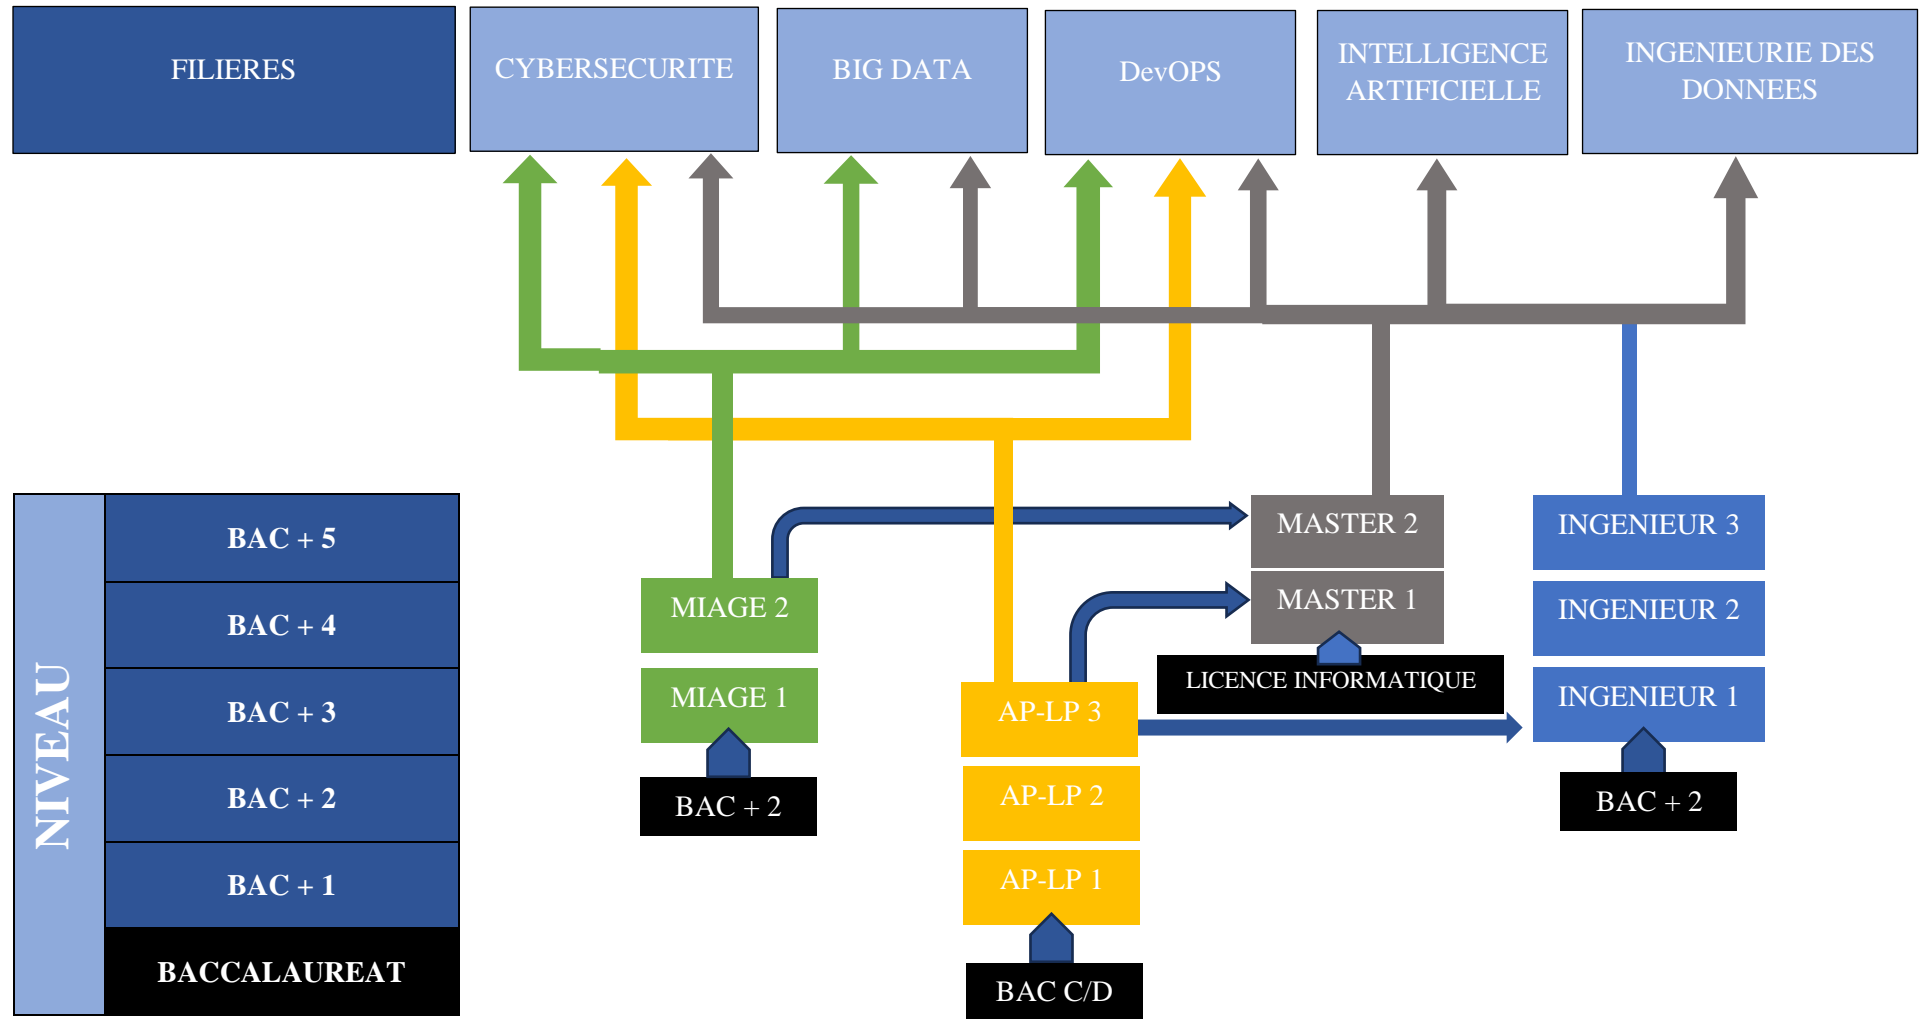 FILIERES
CYBERSECURITE
BIG DATA
DevOPS
INTELLIGENCE
ARTIFICIELLE
INGENIEURIE DES
DONNEES
NIVEAU
BAC + 5
BAC + 4
BAC + 3
BAC + 2
BAC + 1
BACCALAUREAT
MIAGE 2
MIAGE 1
BAC + 2
AP-LP 3
AP-LP 2
AP-LP 1
BAC C/D
MASTER 2
MASTER 1
LICENCE INFORMATIQUE
INGENIEUR 3
INGENIEUR 2
INGENIEUR 1
BAC + 2